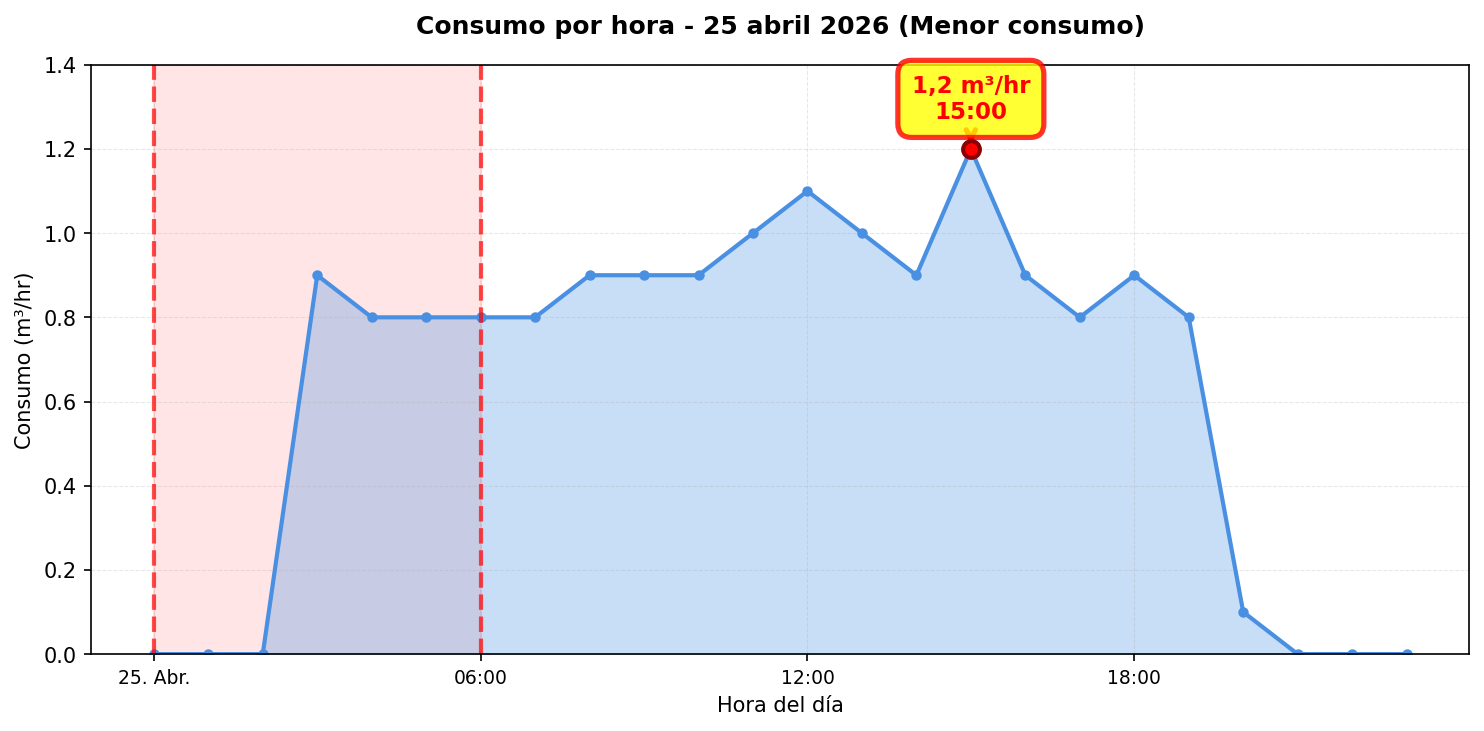 Consumo por hora - 25 abril 2026 (Menor consumo)
1,2 m³/hr
15:00
Consumo (m³/hr)
1.4
1.2
1.0
0.8
0.6
0.4
0.2
0.0
25. Abr.
06:00
12:00
18:00
Hora del día